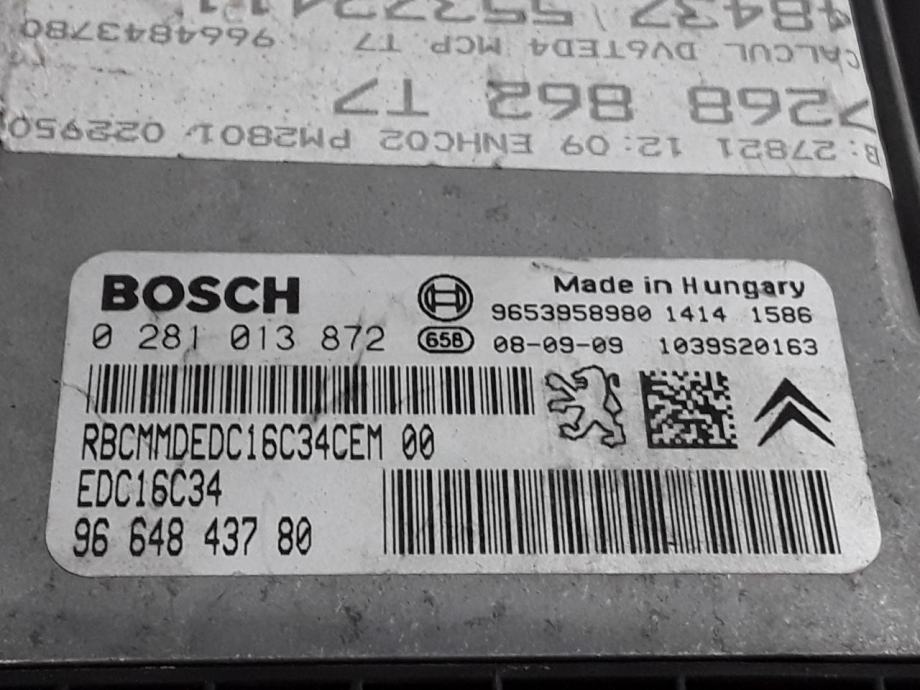 B: 27821 12:09 ENHC02 PM2801 022950
7268 862 T7
CALCUL DV6TED4 MCP T7 9664843780
BOSCH
Made in Hungary
0 281 013 872
658
9653958980 1414 1586
08-09-09 1039S20163
RBCMMDEDC16C34CEM 00
EDC16C34
96 648 437 80